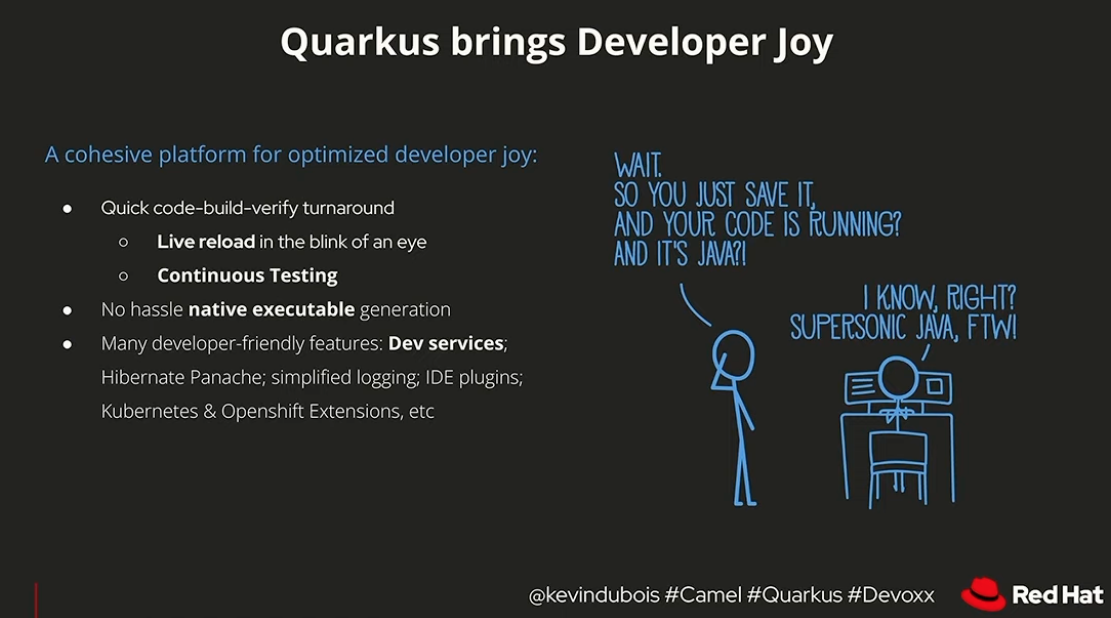 Quarkus brings Developer Joy
A cohesive platform for optimized developer joy:
● Quick code-build-verify turnaround
○ Live reload in the blink of an eye
○ Continuous Testing
● No hassle native executable generation
● Many developer-friendly features: Dev services;
Hibernate Panache; simplified logging; IDE plugins;
Kubernetes & Openshift Extensions, etc
WAIT.
SO YOU JUST SAVE IT,
AND YOUR CODE IS RUNNING?
AND IT'S JAVA?!
I KNOW, RIGHT?
SUPERSONIC JAVA, FTW!
@kevindubois #Camel #Quarkus #Devoxx
Red Hat